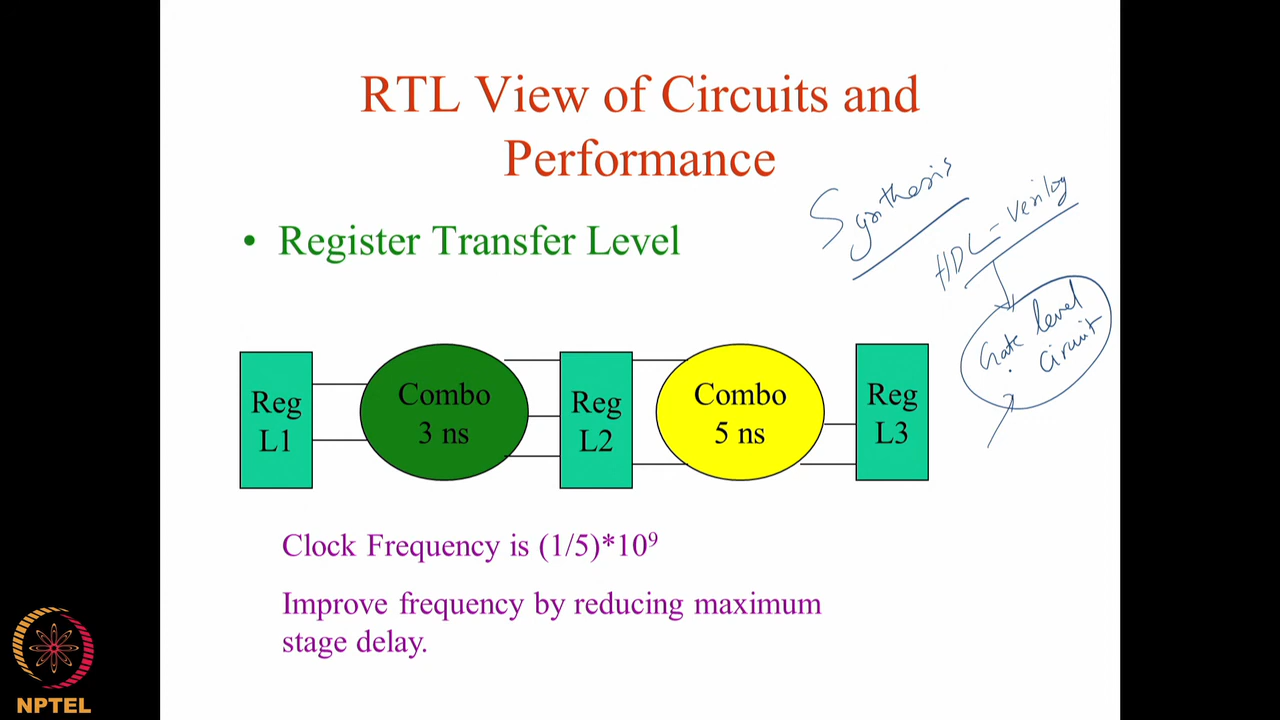 RTL View of Circuits and
Performance
Synthesis
HDL - Verilog
Gate level
circuit
• Register Transfer Level
Reg
L1
Combo
3 ns
Reg
L2
Combo
5 ns
Reg
L3
Clock Frequency is (1/5)*10⁹
Improve frequency by reducing maximum
stage delay.
NPTEL